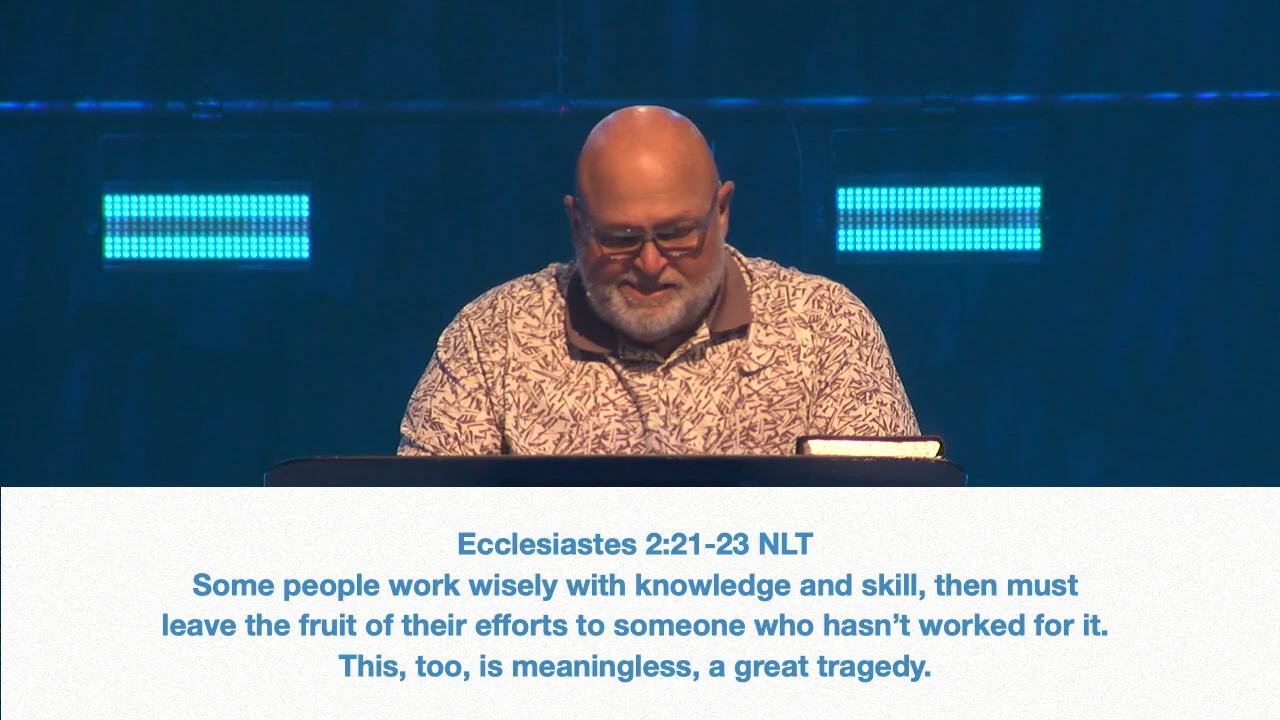 Ecclesiastes 2:21-23 NLT
Some people work wisely with knowledge and skill, then must
leave the fruit of their efforts to someone who hasn’t worked for it.
This, too, is meaningless, a great tragedy.